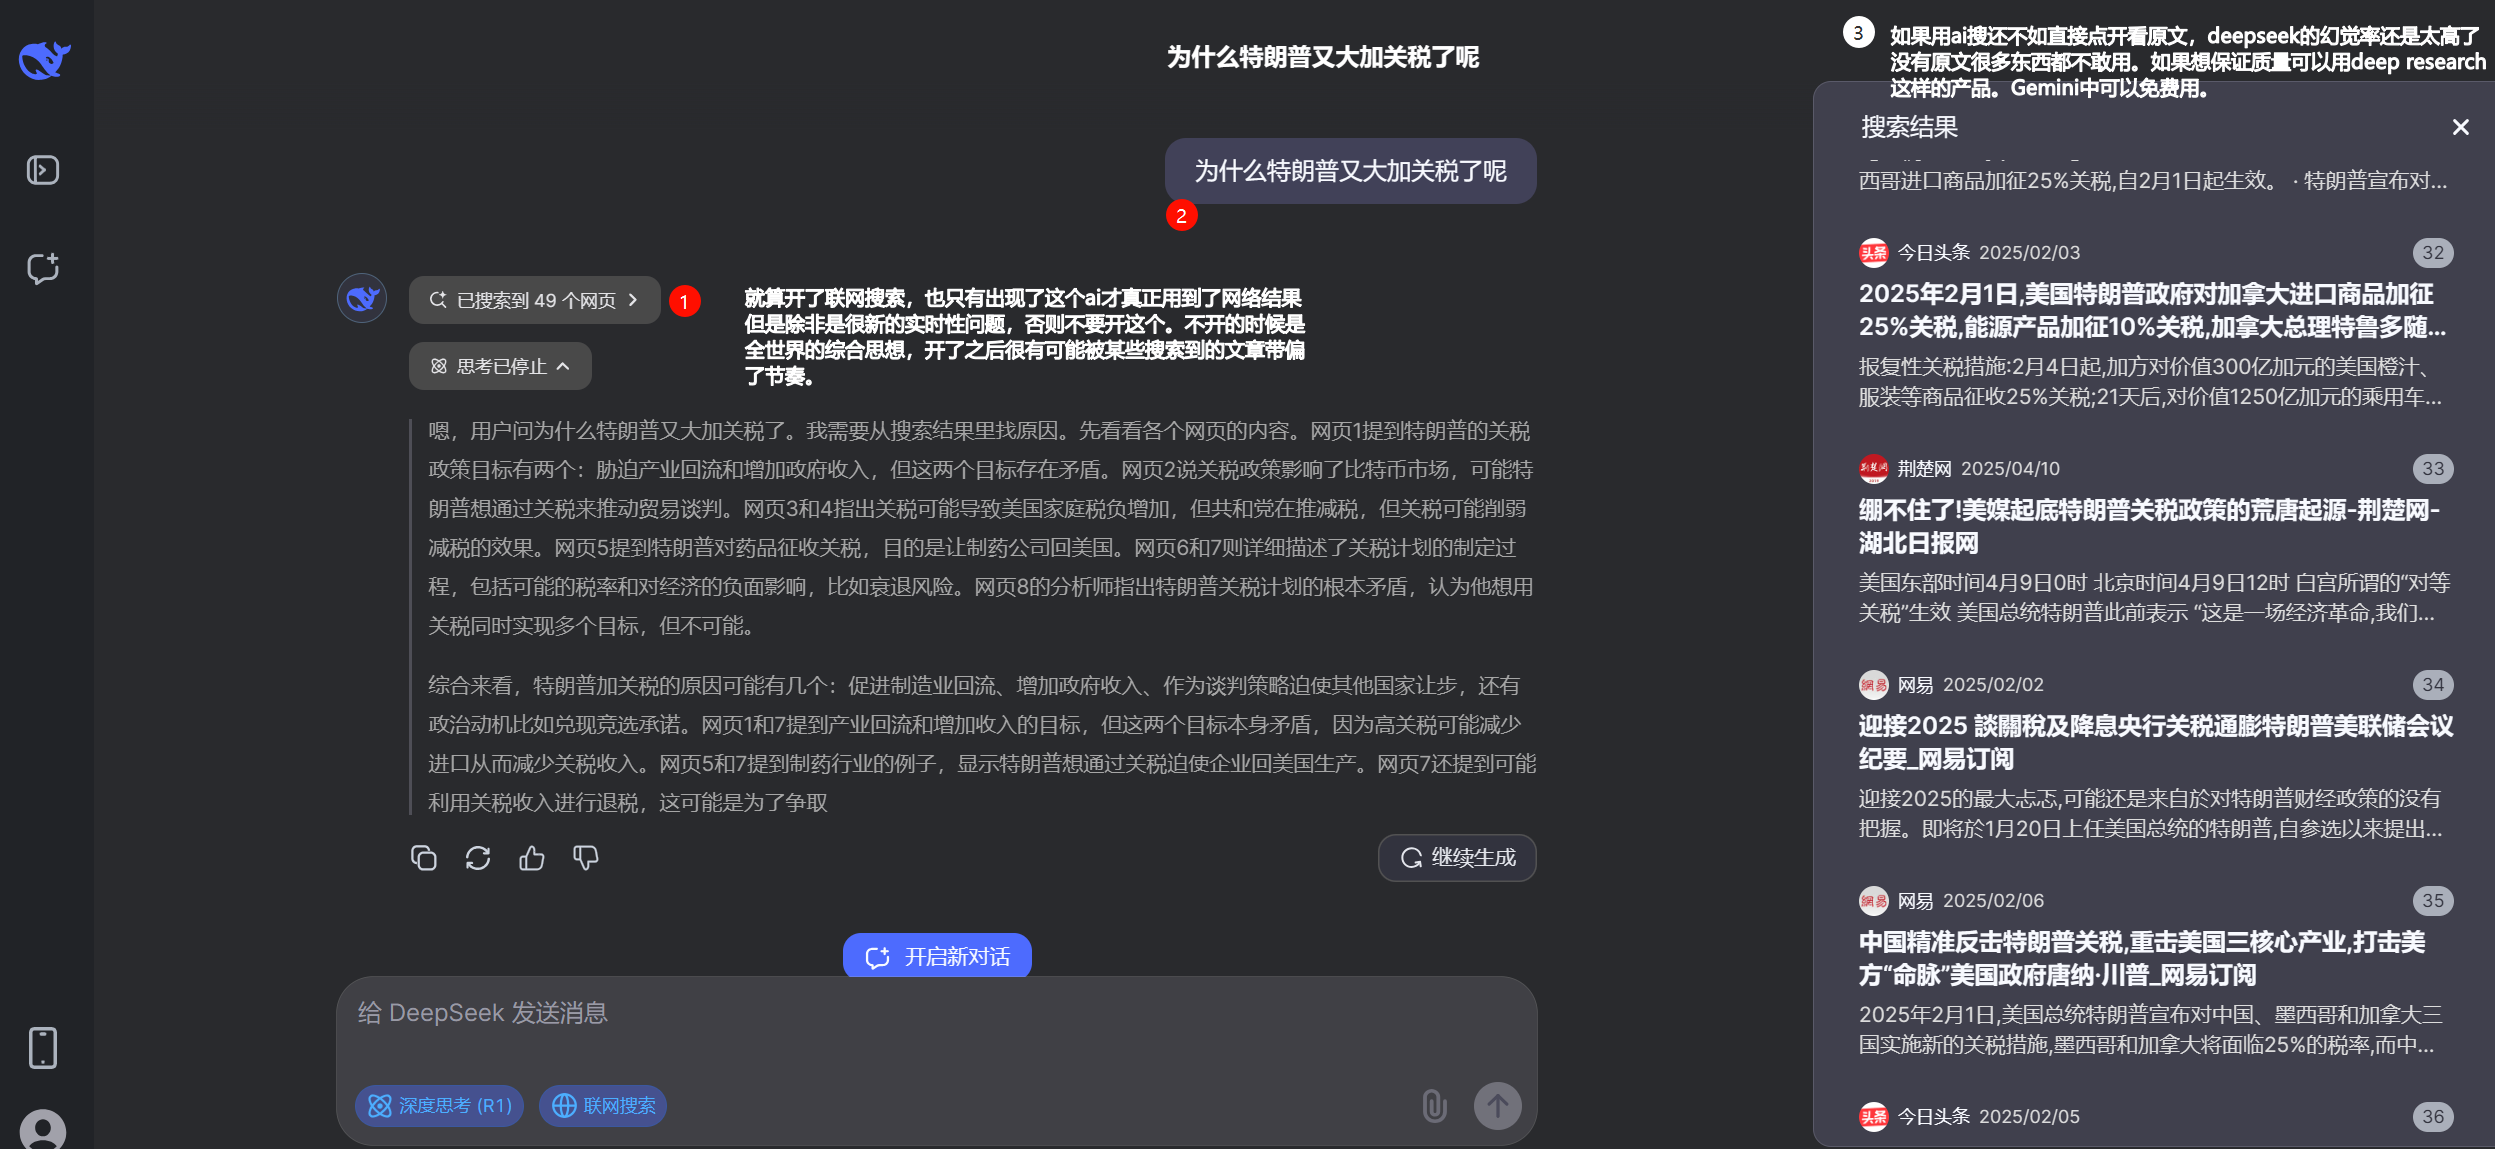 为什么特朗普又大加关税了呢
为什么特朗普又大加关税了呢
2
已搜索到 49 个网页
1
就算开了联网搜索，也只有出现了这个ai才真正用到了网络结果
但是除非是很新的实时性问题，否则不要开这个。不开的时候是
全世界的综合思想，开了之后很有可能被某些搜索到的文章带偏
了节奏。
思考已停止
嗯，用户问为什么特朗普又大加关税了。我需要从搜索结果里找原因。先看看各个网页的内容。网页1提到特朗普的关税
政策目标有两个：胁迫产业回流和增加政府收入，但这两个目标存在矛盾。网页2说关税政策影响了比特币市场，可能特
朗普想通过关税来推动贸易谈判。网页3和4指出关税可能导致美国家庭税负增加，但共和党在推减税，但关税可能削弱
减税的效果。网页5提到特朗普对药品征收关税，目的是让制药公司回美国。网页6和7则详细描述了关税计划的制定过
程，包括可能的税率和对经济的负面影响，比如衰退风险。网页8的分析师指出特朗普关税计划的根本矛盾，认为他想用
关税同时实现多个目标，但不可能。
综合来看，特朗普加关税的原因可能有几个：促进制造业回流、增加政府收入、作为谈判策略迫使其他国家让步，还有
政治动机比如兑现竞选承诺。网页1和7提到产业回流和增加收入的目标，但这两个目标本身矛盾，因为高关税可能减少
进口从而减少关税收入。网页5和7提到制药行业的例子，显示特朗普想通过关税迫使企业回美国生产。网页7还提到可能
利用关税收入进行退税，这可能是为了争取
继续生成
开启新对话
给 DeepSeek 发送消息
深度思考 (R1)
联网搜索
3
如果用ai搜还不如直接点开看原文，deepseek的幻觉率还是太高了
没有原文很多东西都不敢用。如果想保证质量可以用deep research
这样的产品。Gemini中可以免费用。
搜索结果
西哥进口商品加征25%关税,自2月1日起生效。 · 特朗普宣布对...
头条 今日头条 2025/02/03 32
2025年2月1日,美国特朗普政府对加拿大进口商品加征
25%关税,能源产品加征10%关税,加拿大总理特鲁多随...
报复性关税措施:2月4日起,加方对价值300亿加元的美国橙汁、
服装等商品征收25%关税;21天后,对价值1250亿加元的乘用车...
荆楚网 2025/04/10 33
绷不住了!美媒起底特朗普关税政策的荒唐起源-荆楚网-
湖北日报网
美国东部时间4月9日0时 北京时间4月9日12时 白宫所谓的“对等
关税”生效 美国总统特朗普此前表示 “这是一场经济革命,我们...
網易 网易 2025/02/02 34
迎接2025 談關稅及降息央行关税通膨特朗普美联储会议
纪要_网易订阅
迎接2025的最大忐忑,可能还是来自於对特朗普财经政策的没有
把握。即将於1月20日上任美国总统的特朗普,自参选以来提出...
網易 网易 2025/02/06 35
中国精准反击特朗普关税,重击美国三核心产业,打击美
方“命脉”美国政府唐纳·川普_网易订阅
2025年2月1日,美国总统特朗普宣布对中国、墨西哥和加拿大三
国实施新的关税措施,墨西哥和加拿大将面临25%的税率,而中...
头条 今日头条 2025/02/05 36